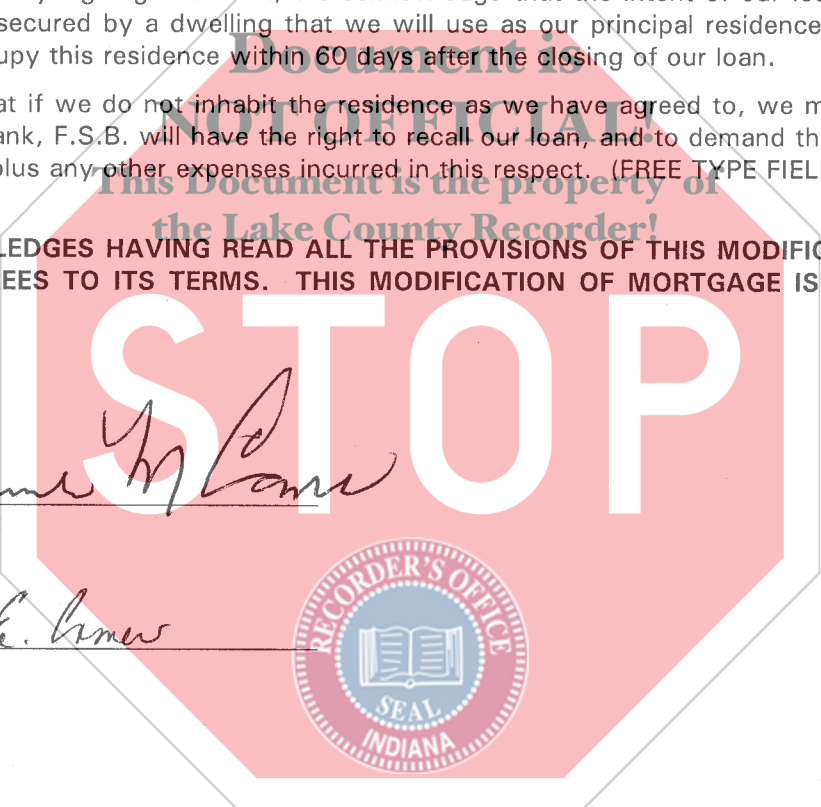 secured by a dwelling that we will use as our principal residence
upy this residence within 60 days after the closing of our loan.
Document is
at if we do not inhabit the residence as we have agreed to, we m
NOT OFFICIAL!
ank, F.S.B. will have the right to recall our loan, and to demand th
plus any other expenses incurred in this respect. (FREE TYPE FIEL
This Document is the property of
the Lake County Recorder!
LEDGES HAVING READ ALL THE PROVISIONS OF THIS MODIFIC
EES TO ITS TERMS. THIS MODIFICATION OF MORTGAGE IS
STOP
M
E.
RECORDER'S OFFICE
SEAL
INDIANA